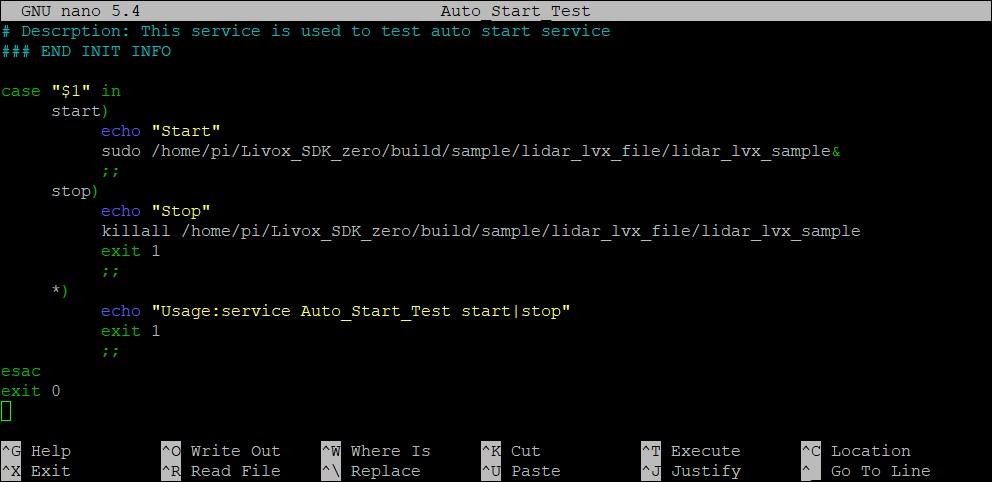 GNU nano 5.4 Auto_Start_Test
# Descrption: This service is used to test auto start service
### END INIT INFO
case "$1" in
start)
echo "Start"
sudo /home/pi/Livox_SDK_zero/build/sample/lidar_lvx_file/lidar_lvx_sample&
;;
stop)
echo "Stop"
killall /home/pi/Livox_SDK_zero/build/sample/lidar_lvx_file/lidar_lvx_sample
exit 1
;;
*)
echo "Usage:service Auto_Start_Test start|stop"
exit 1
;;
esac
exit 0
^G Help ^O Write Out ^W Where Is ^K Cut ^T Execute ^C Location
^X Exit ^R Read File ^\ Replace ^U Paste ^J Justify ^_ Go To Line